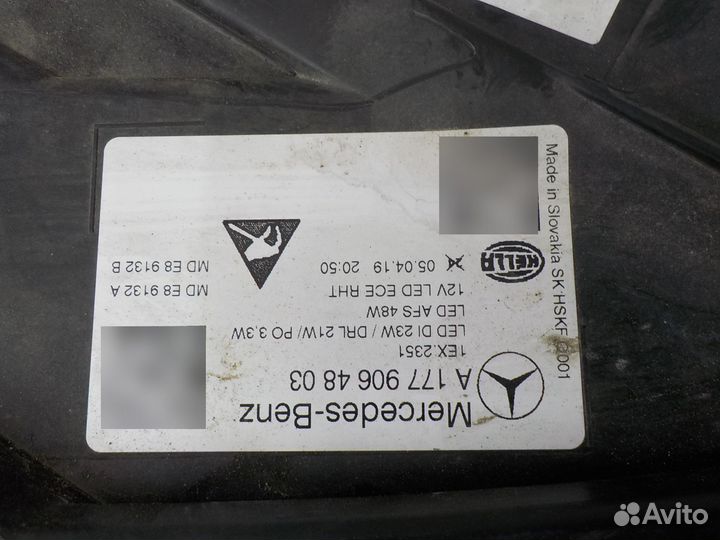 Mercedes-Benz
A 177 906 48 03
1EX.2351
LED DI 23W / DRL 21W/ PO 3.3W
LED AFS 48W
12V LED ECE RHT
05.04.19 20:50
MD E8 9132 A
MD E8 9132 B
HELLA
Made in Slovakia SK
Avito